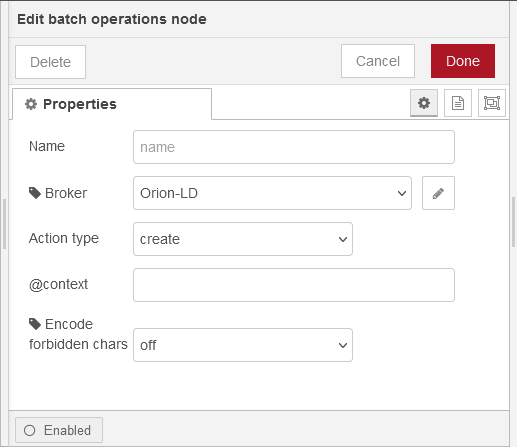 Edit batch operations node
Delete
Cancel
Done
Properties
Name
name
Broker
Orion-LD
Action type
create
@context
Encode
forbidden chars
off
Enabled